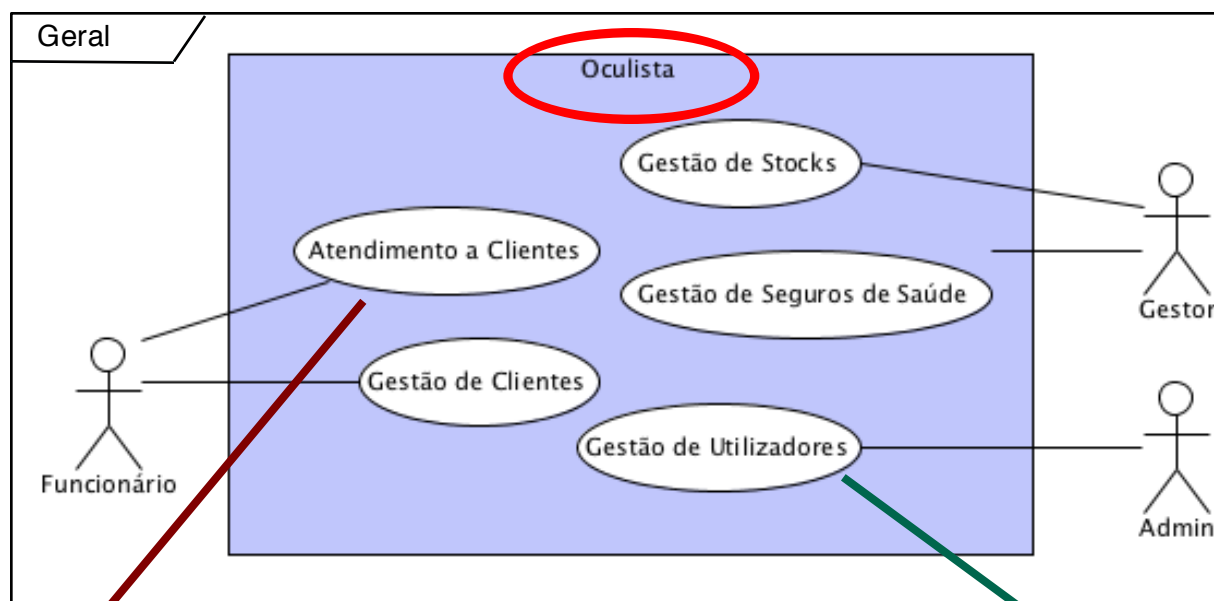 Geral
Oculista
Gestão de Stocks
Atendimento a Clientes
Gestão de Seguros de Saúde
Gestor
Gestão de Clientes
Gestão de Utilizadores
Funcionário
Admin